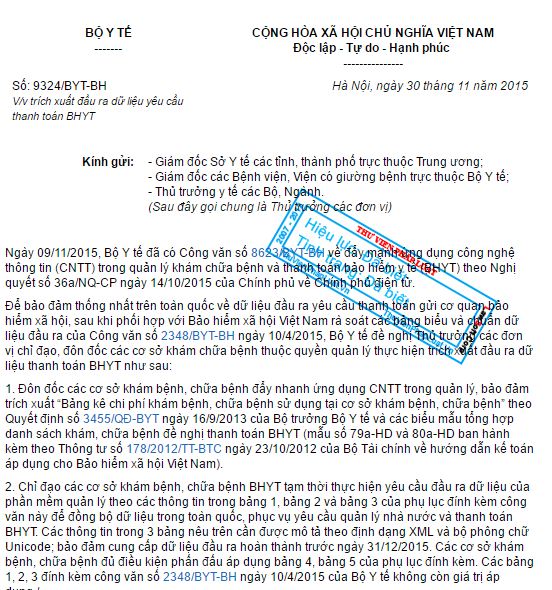 BỘ Y TẾ
-------
CỘNG HÒA XÃ HỘI CHỦ NGHĨA VIỆT NAM
Độc lập - Tự do - Hạnh phúc
---------------
Số: 9324/BYT-BH
V/v trích xuất đầu ra dữ liệu yêu cầu
thanh toán BHYT
Hà Nội, ngày 30 tháng 11 năm 2015
Kính gửi:
- Giám đốc Sở Y tế các tỉnh, thành phố trực thuộc Trung ương;
- Giám đốc các Bệnh viện, Viện có giường bệnh trực thuộc Bộ Y tế;
- Thủ trưởng y tế các Bộ, Ngành.
(Sau đây gọi chung là Thủ trưởng các đơn vị)
THƯ VIỆN PHÁP LUẬT
Hiệu lực: Đã biết
Tình trạng: Đã biết
Ngày 09/11/2015, Bộ Y tế đã có Công văn số 8623/BYT-BH về đẩy mạnh ứng dụng công nghệ
thông tin (CNTT) trong quản lý khám chữa bệnh và thanh toán bảo hiểm y tế (BHYT) theo Nghị
quyết số 36a/NQ-CP ngày 14/10/2015 của Chính phủ về Chính phủ điện tử.
Để bảo đảm thống nhất trên toàn quốc về dữ liệu đầu ra yêu cầu thanh toán gửi cơ quan bảo
hiểm xã hội, sau khi phối hợp với Bảo hiểm xã hội Việt Nam rà soát các bảng biểu và chuẩn dữ
liệu đầu ra của Công văn số 2348/BYT-BH ngày 10/4/2015, Bộ Y tế đề nghị Thủ trưởng các đơn
vị chỉ đạo, đôn đốc các cơ sở khám chữa bệnh thuộc quyền quản lý thực hiện trích xuất đầu ra dữ
liệu thanh toán BHYT như sau:
1. Đôn đốc các cơ sở khám bệnh, chữa bệnh đẩy nhanh ứng dụng CNTT trong quản lý, bảo đảm
trích xuất “Bảng kê chi phí khám bệnh, chữa bệnh sử dụng tại cơ sở khám bệnh, chữa bệnh” theo
Quyết định số 3455/QĐ-BYT ngày 16/9/2013 của Bộ trưởng Bộ Y tế và các biểu mẫu tổng hợp
danh sách khám, chữa bệnh đề nghị thanh toán BHYT (mẫu số 79a-HD và 80a-HD ban hành
kèm theo Thông tư số 178/2012/TT-BTC ngày 23/10/2012 của Bộ Tài chính về hướng dẫn kế toán
áp dụng cho Bảo hiểm xã hội Việt Nam).
2. Chỉ đạo các cơ sở khám bệnh, chữa bệnh BHYT tạm thời thực hiện yêu cầu đầu ra dữ liệu của
phần mềm quản lý theo các thông tin trong bảng 1, bảng 2 và bảng 3 của phụ lục đính kèm công
văn này để đồng bộ dữ liệu trong toàn quốc, phục vụ yêu cầu quản lý nhà nước và thanh toán
BHYT. Các thông tin trong 3 bảng nêu trên cần được mô tả theo định dạng XML và bộ phông chữ
Unicode; bảo đảm cung cấp dữ liệu đầu ra hoàn thành trước ngày 31/12/2015. Các cơ sở khám
bệnh, chữa bệnh đủ điều kiện phấn đấu áp dụng bảng 4, bảng 5 của phụ lục đính kèm. Các bảng
1, 2, 3 đính kèm công văn số 2348/BYT-BH ngày 10/4/2015 của Bộ Y tế không còn giá trị áp